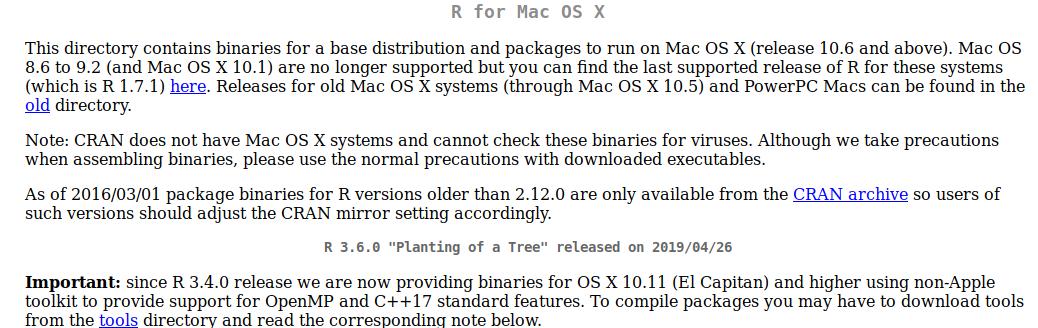 R for Mac OS X
This directory contains binaries for a base distribution and packages to run on Mac OS X (release 10.6 and above). Mac OS
8.6 to 9.2 (and Mac OS X 10.1) are no longer supported but you can find the last supported release of R for these systems
(which is R 1.7.1) here. Releases for old Mac OS X systems (through Mac OS X 10.5) and PowerPC Macs can be found in the
old directory.
Note: CRAN does not have Mac OS X systems and cannot check these binaries for viruses. Although we take precautions
when assembling binaries, please use the normal precautions with downloaded executables.
As of 2016/03/01 package binaries for R versions older than 2.12.0 are only available from the CRAN archive so users of
such versions should adjust the CRAN mirror setting accordingly.
R 3.6.0 "Planting of a Tree" released on 2019/04/26
Important: since R 3.4.0 release we are now providing binaries for OS X 10.11 (El Capitan) and higher using non-Apple
toolkit to provide support for OpenMP and C++17 standard features. To compile packages you may have to download tools
from the tools directory and read the corresponding note below.